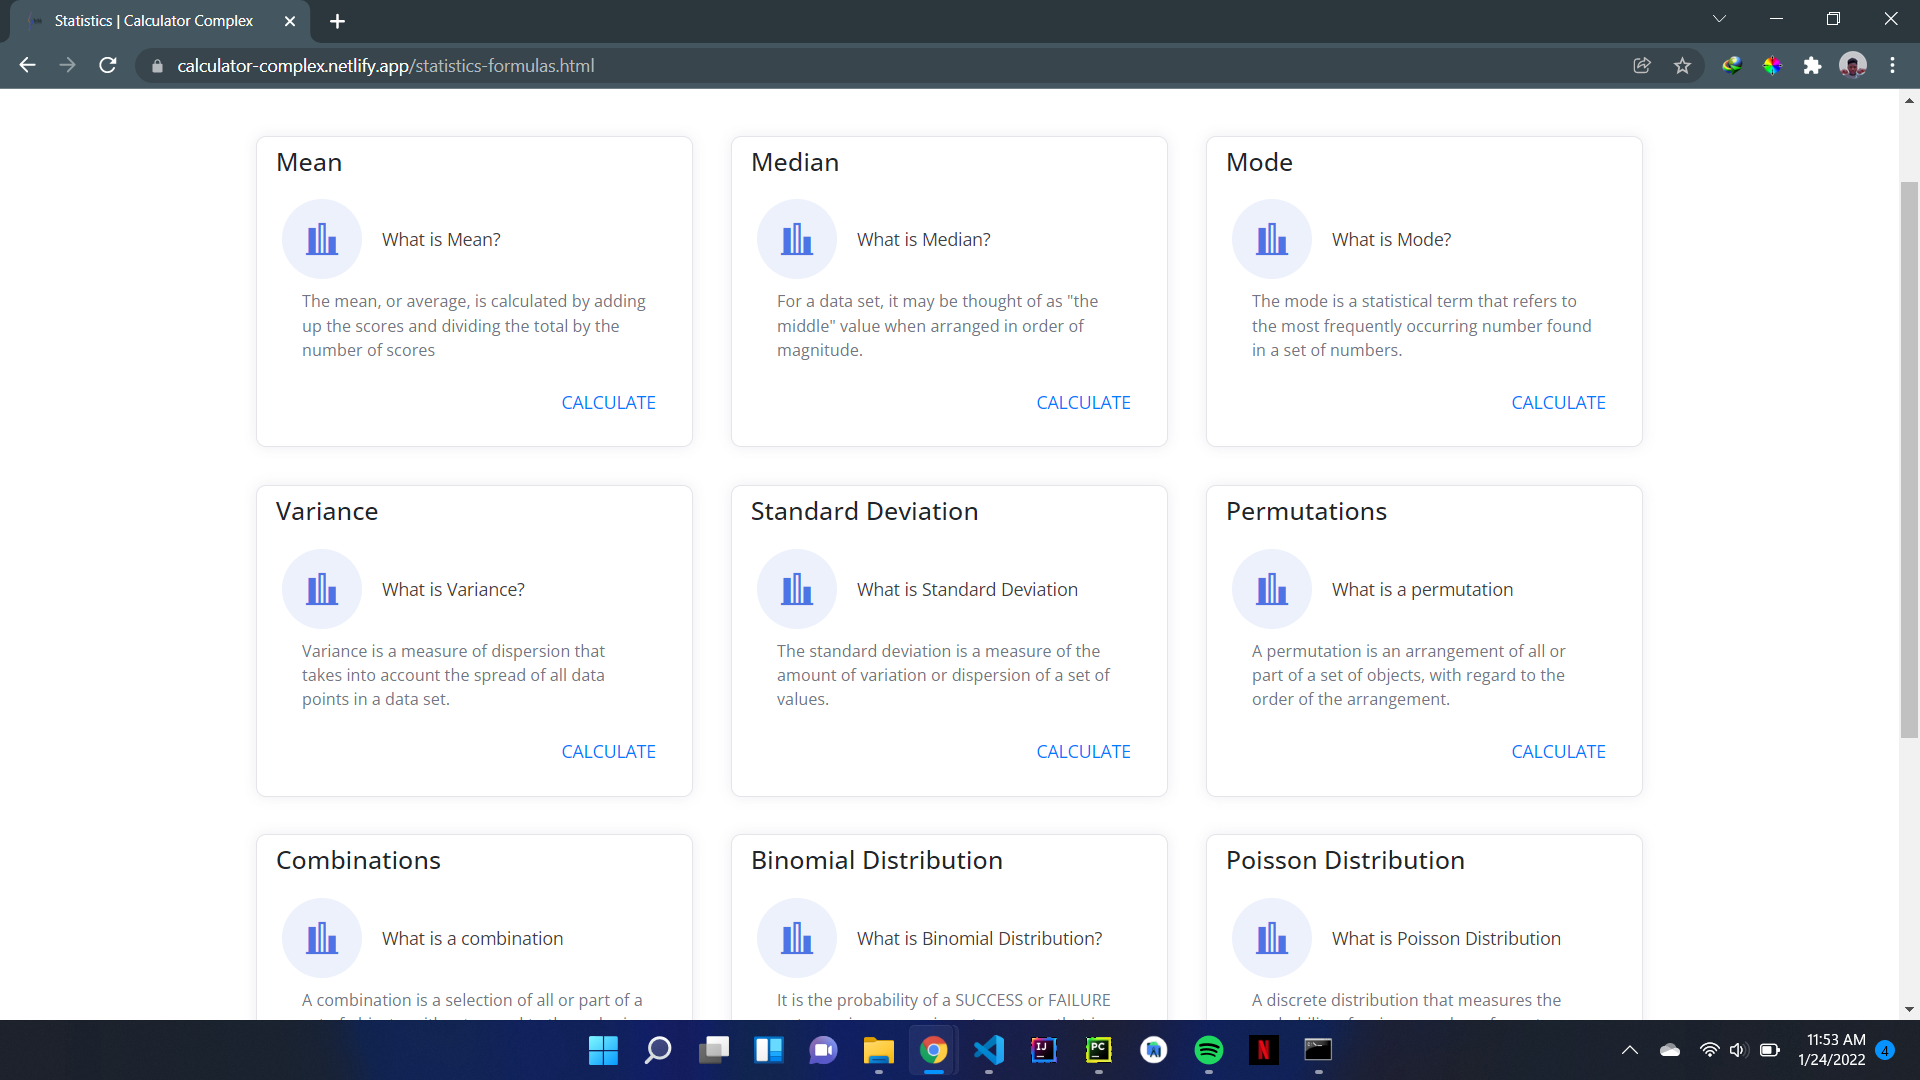 Statistics | Calculator Complex
calculator-complex.netlify.app/statistics-formulas.html
Mean
What is Mean?
The mean, or average, is calculated by adding
up the scores and dividing the total by the
number of scores
CALCULATE
Median
What is Median?
For a data set, it may be thought of as "the
middle" value when arranged in order of
magnitude.
CALCULATE
Mode
What is Mode?
The mode is a statistical term that refers to
the most frequently occurring number found
in a set of numbers.
CALCULATE
Variance
What is Variance?
Variance is a measure of dispersion that
takes into account the spread of all data
points in a data set.
CALCULATE
Standard Deviation
What is Standard Deviation
The standard deviation is a measure of the
amount of variation or dispersion of a set of
values.
CALCULATE
Permutations
What is a permutation
A permutation is an arrangement of all or
part of a set of objects, with regard to the
order of the arrangement.
CALCULATE
Combinations
What is a combination
A combination is a selection of all or part of a
Binomial Distribution
What is Binomial Distribution?
It is the probability of a SUCCESS or FAILURE
Poisson Distribution
What is Poisson Distribution
A discrete distribution that measures the
IJ
PC
N
11:53 AM
1/24/2022
4